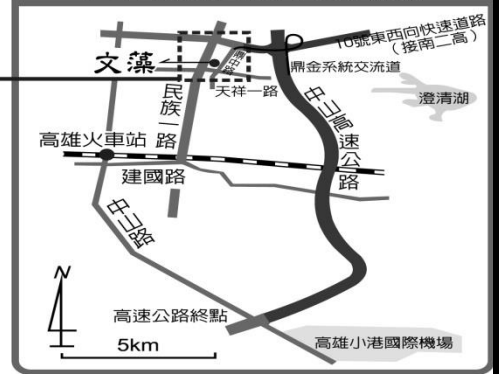 10號東西向快速道路
(接南二高)
鼎金系統交流道
文藻
鼎中路
天祥一路
澄清湖
民族一路
中山高速公路
高雄火車站
建國路
中山路
N
高速公路終點
5km
高雄小港國際機場